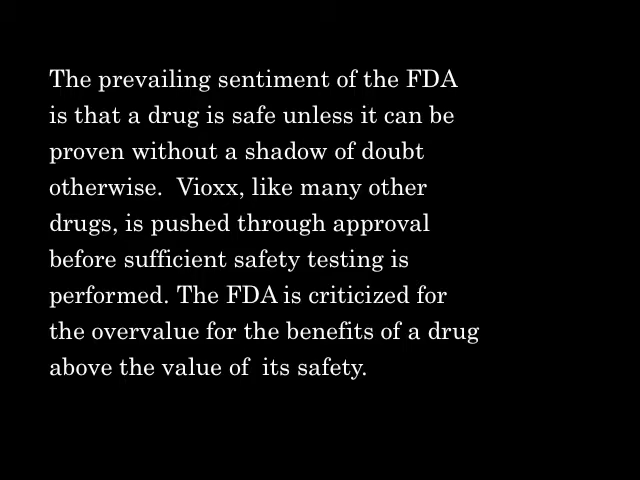 The prevailing sentiment of the FDA
is that a drug is safe unless it can be
proven without a shadow of doubt
otherwise.  Vioxx, like many other
drugs, is pushed through approval
before sufficient safety testing is
performed. The FDA is criticized for
the overvalue for the benefits of a drug
above the value of  its safety.